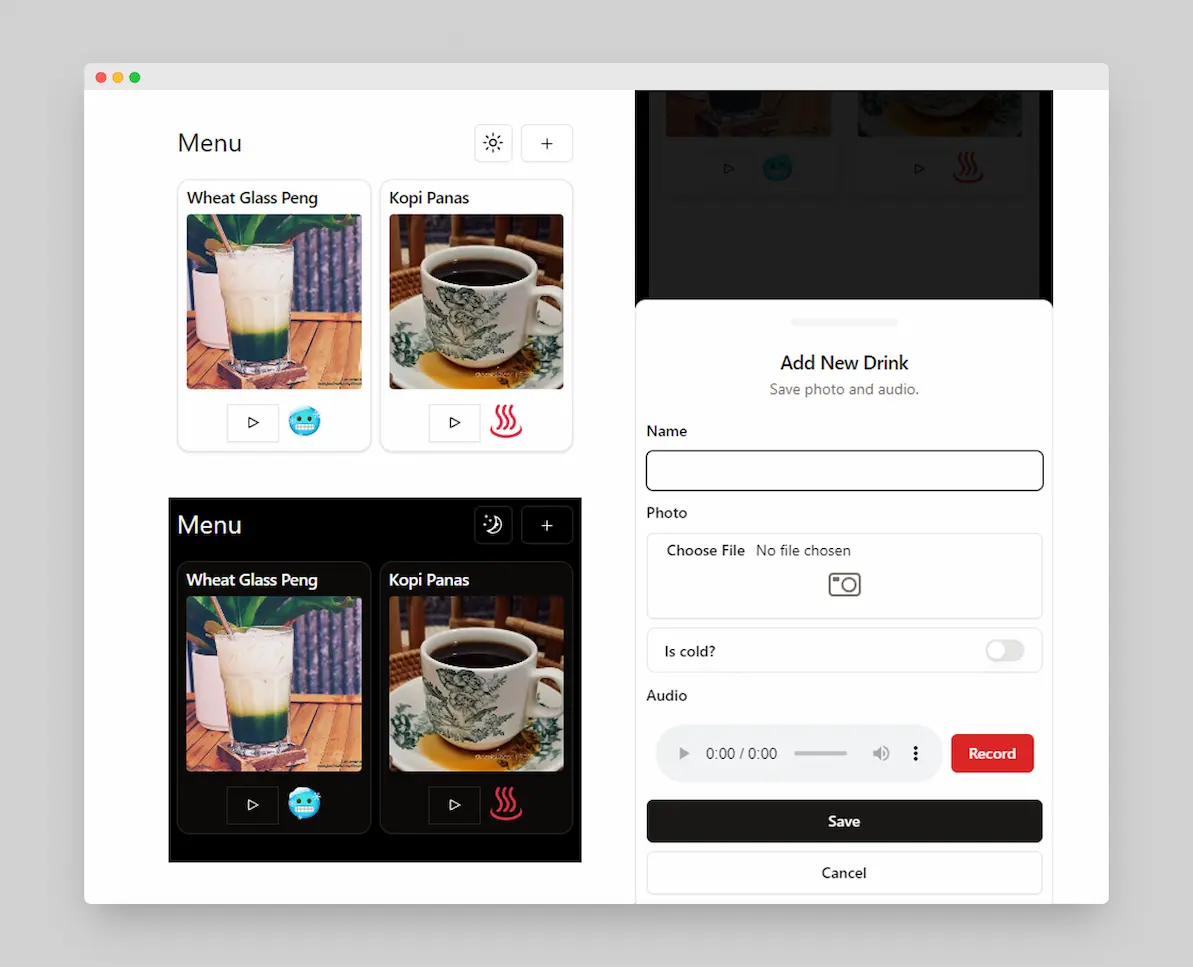 Menu
+
Wheat Glass Peng
Kopi Panas
Menu
+
Wheat Glass Peng
Kopi Panas
Add New Drink
Save photo and audio.
Name
Photo
Choose File No file chosen
Is cold?
Audio
0:00 / 0:00
Record
Save
Cancel